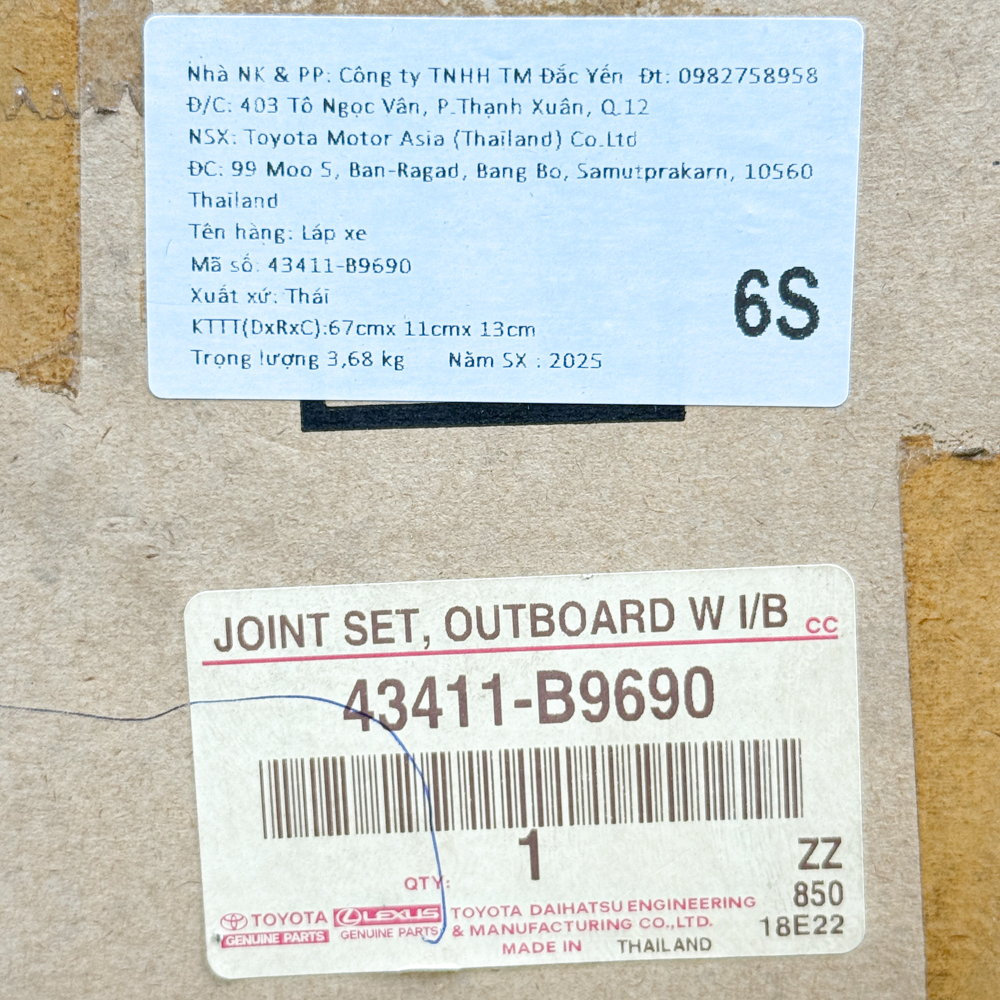 Nhà NK & PP: Công ty TNHH TM Đắc Yến Đt: 0982758958
Đ/C: 403 Tô Ngọc Vân, P.Thạnh Xuân, Q.12
NSX: Toyota Motor Asia (Thailand) Co.Ltd
ĐC: 99 Moo 5, Ban-Ragad, Bang Bo, Samutprakarn, 10560
Thailand
Tên hàng: Láp xe
Mã số: 43411-B9690
Xuất xứ: Thái
KTTT(DxRxC):67cmx 11cmx 13cm
Trọng lượng 3,68 kg Năm SX : 2025
6S
JOINT SET, OUTBOARD W I/B CC
43411-B9690
1
QTY:
ZZ
850
18E22
TOYOTA
GENUINE PARTS
LEXUS
GENUINE PARTS
TOYOTA DAIHATSU ENGINEERING
& MANUFACTURING CO.,LTD.
MADE IN THAILAND